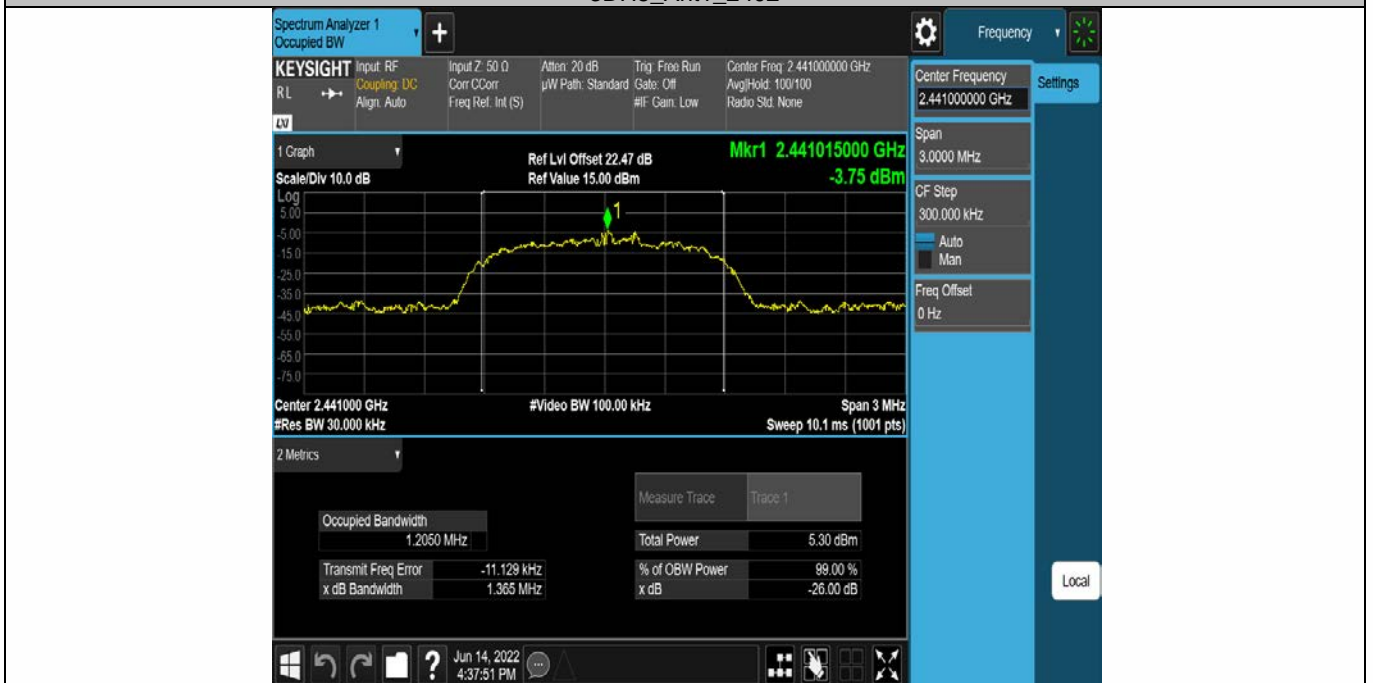 Spectrum Analyzer 1
Occupied BW
+
Frequency
KEYSIGHT
RL
LXI
Input: RF
Coupling: DC
Align: Auto
Input Z: 50 Ω
Corr CCorr
Freq Ref: Int (S)
Atten: 20 dB
µW Path: Standard
Trig: Free Run
Gate: Off
#IF Gain: Low
Center Freq: 2.441000000 GHz
Avg|Hold: 100/100
Radio Std: None
Center Frequency
2.441000000 GHz
Settings
Span
3.0000 MHz
CF Step
300.000 kHz
Auto
Man
Freq Offset
0 Hz
1 Graph
Ref Lvl Offset 22.47 dB
Mkr1 2.441015000 GHz
Scale/Div 10.0 dB
Ref Value 15.00 dBm
-3.75 dBm
Log
1
5.00
-5.00
-15.0
-25.0
-35.0
-45.0
-55.0
-65.0
-75.0
Center 2.441000 GHz
#Video BW 100.00 kHz
Span 3 MHz
#Res BW 30.000 kHz
Sweep 10.1 ms (1001 pts)
2 Metrics
Measure Trace
Trace 1
Occupied Bandwidth
1.2050 MHz
Total Power
5.30 dBm
Transmit Freq Error
-11.129 kHz
% of OBW Power
99.00 %
x dB Bandwidth
1.365 MHz
x dB
-26.00 dB
Local
?
Jun 14, 2022
4:37:51 PM